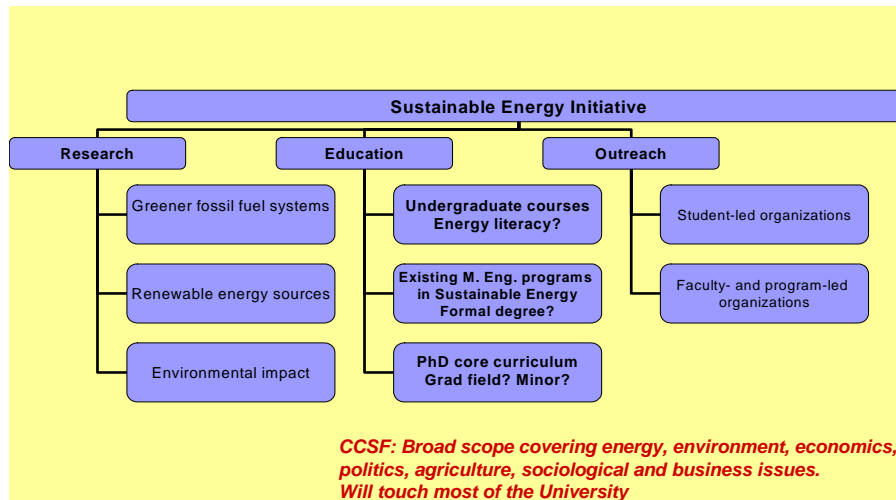 Sustainable Energy Initiative
Research
Education
Outreach
Greener fossil fuel systems
Renewable energy sources
Environmental impact
Undergraduate courses
Energy literacy?
Existing M. Eng. programs
in Sustainable Energy
Formal degree?
PhD core curriculum
Grad field? Minor?
Student-led organizations
Faculty- and program-led
organizations
CCSF: Broad scope covering energy, environment, economics,
politics, agriculture, sociological and business issues.
Will touch most of the University